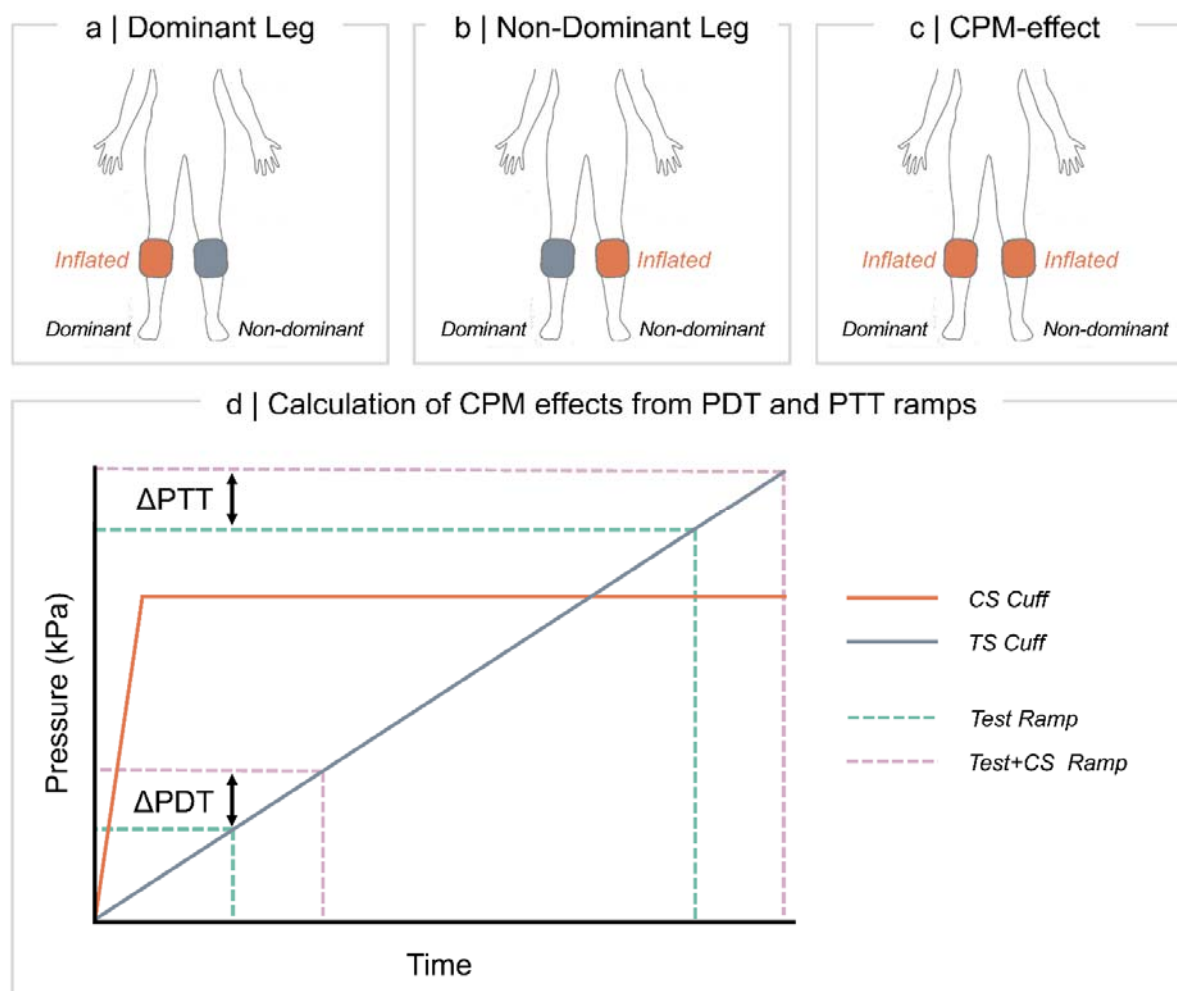 a | Dominant Leg
Inflated
Dominant
Non-dominant
b | Non-Dominant Leg
Inflated
Dominant
Non-dominant
c | CPM-effect
Inflated
Inflated
Dominant
Non-dominant
d | Calculation of CPM effects from PDT and PTT ramps
Pressure (kPa)
ΔPTT
ΔPDT
Time
CS Cuff
TS Cuff
Test Ramp
Test+CS Ramp